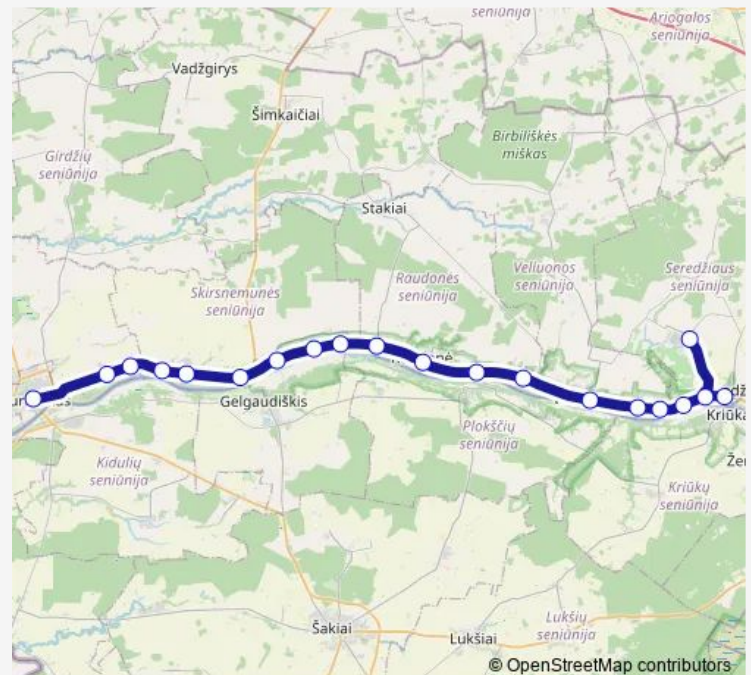 Ariogalos
seniūnija
Vadžgirys
Šimkaičiai
Birbiliškės
miškas
Girdžių
seniūnija
Stakiai
Skirsnemunės
seniūnija
Raudonės
seniūnija
Veliuonos
seniūnija
Seredžiaus
seniūnija
Gelgaudiškis
Plokščių
seniūnija
Kidulių
seniūnija
Kriūkų
seniūnija
Šakiai
Lukšiai
Lukšių
seniūnija
© OpenStreetMap contributors